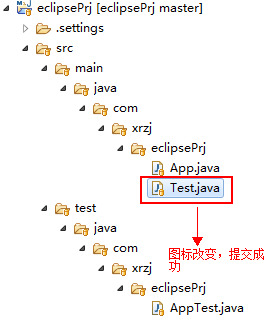 eclipsePrj [eclipsePrj master]
.settings
src
main
java
com
xrzj
eclipsePrj
App.java
Test.java
test
java
com
xrzj
eclipsePrj
AppTest.java
图标改变，提交成
功